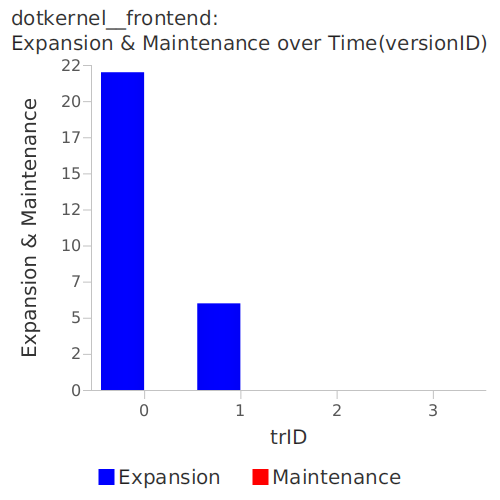 dotkernel__frontend:
Expansion & Maintenance over Time(versionID)
22
20
17
15
12
10
7
5
2
0
Expansion & Maintenance
0 1 2 3
trID
Expansion Maintenance